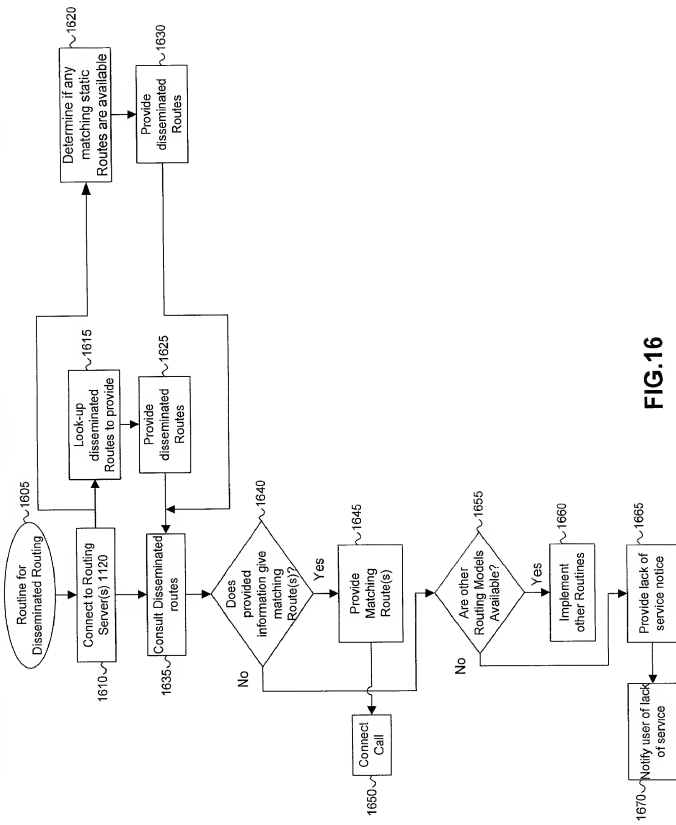 Routine for
Disseminated Routing
1605
Connect to Routing
Server(s) 1120
1610
Look-up
disseminated
Routes to provide
1615
Determine if any
matching static
Routes are available
1620
Provide
disseminated
Routes
1625
Provide
disseminated
Routes
1630
Consult Disseminated
routes
1635
Does
provided
information give
matching
Route(s)?
1640
Yes
No
Provide
Matching
Route(s)
1645
Connect
Call
1650
Are other
Routing Models
Available?
1655
Yes
No
Implement
other Routines
1660
Provide lack of
service notice
1665
Notify user of lack
of service
1670
FIG.16